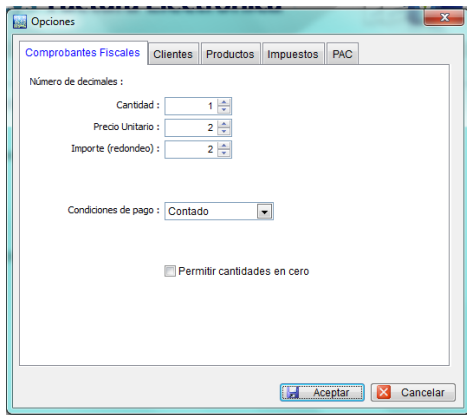 Opciones
Comprobantes Fiscales Clientes Productos Impuestos PAC
Número de decimales :
Cantidad : 1
Precio Unitario : 2
Importe (redondeo) : 2
Condiciones de pago : Contado
Permitir cantidades en cero
Aceptar Cancelar